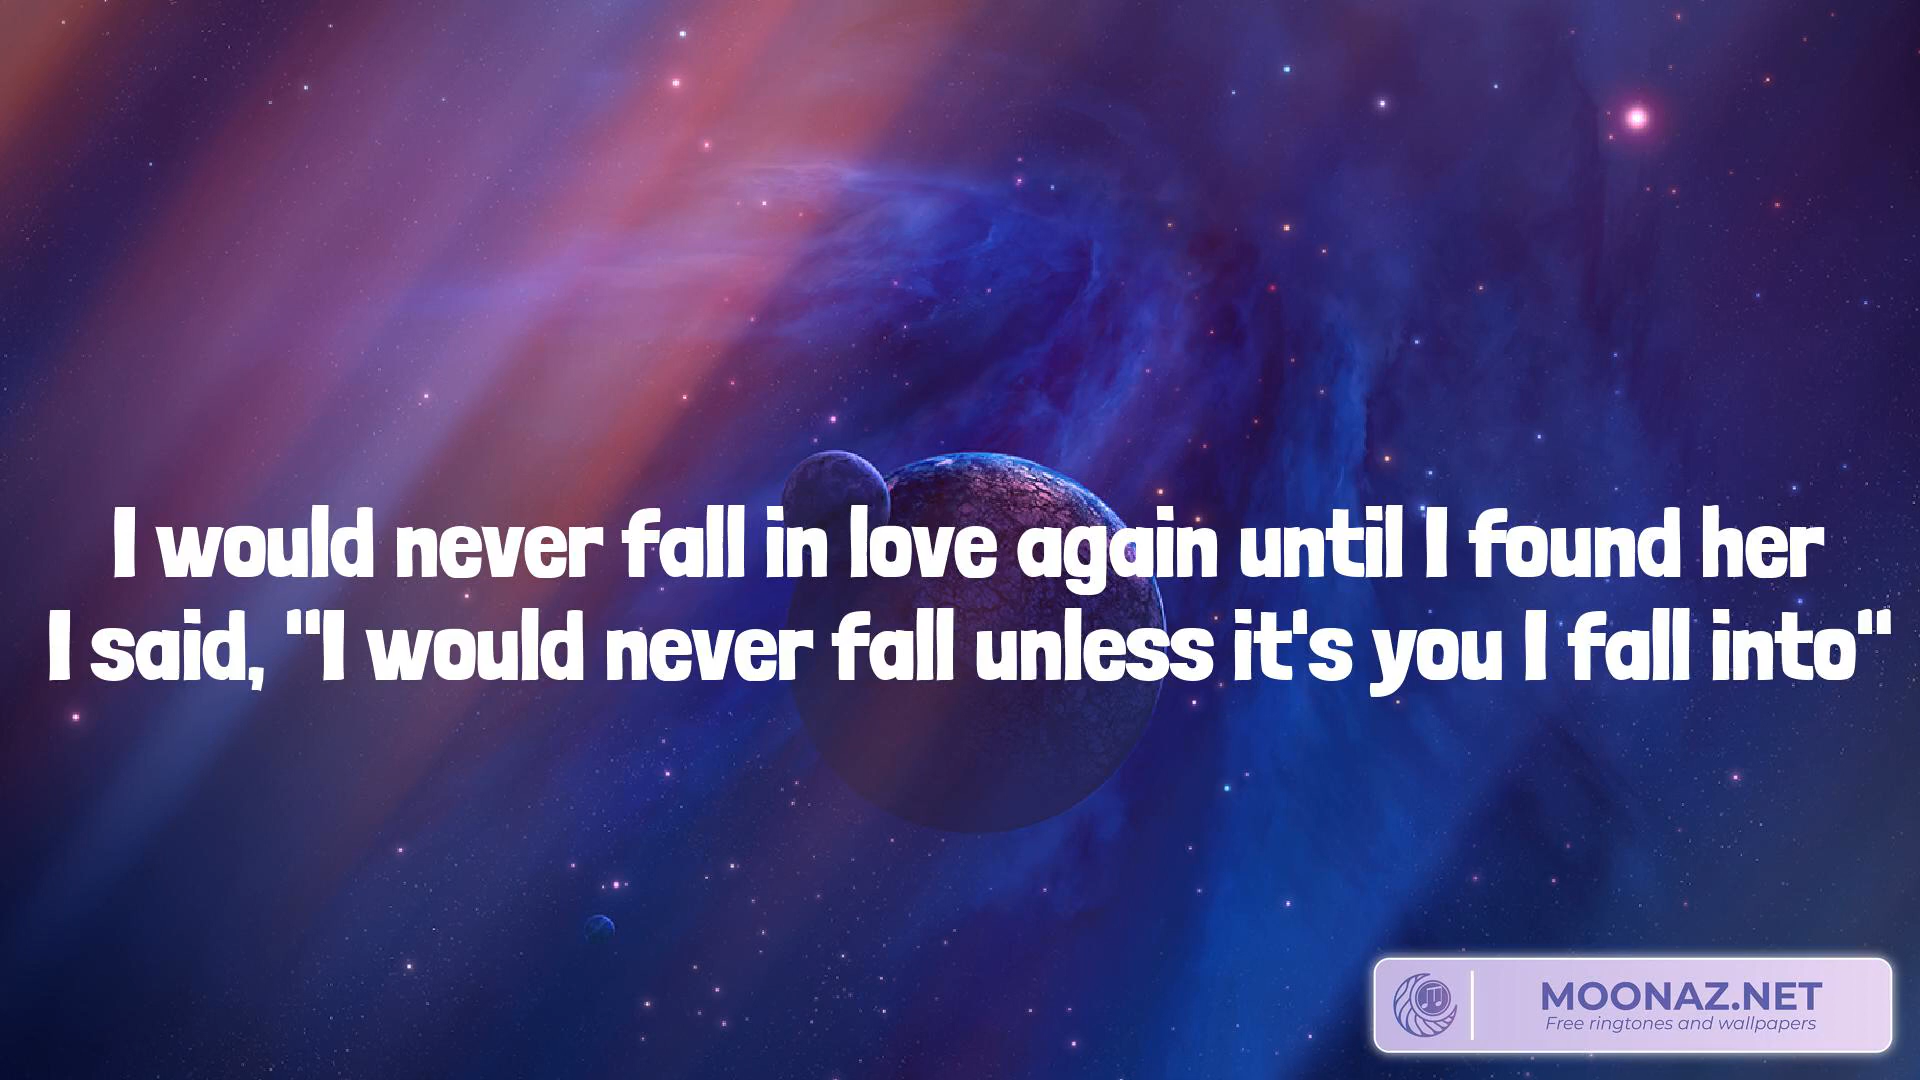 I would never fall in love again until I found her
I said, "I would never fall unless it's you I fall into"
MOONAZ.NET
Free ringtones and wallpapers